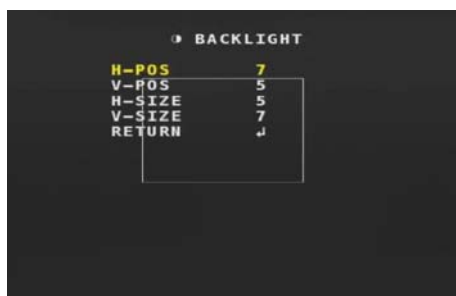 BACKLIGHT
H-POS 7
V-POS 5
H-SIZE 5
V-SIZE 7
RETURN ↲